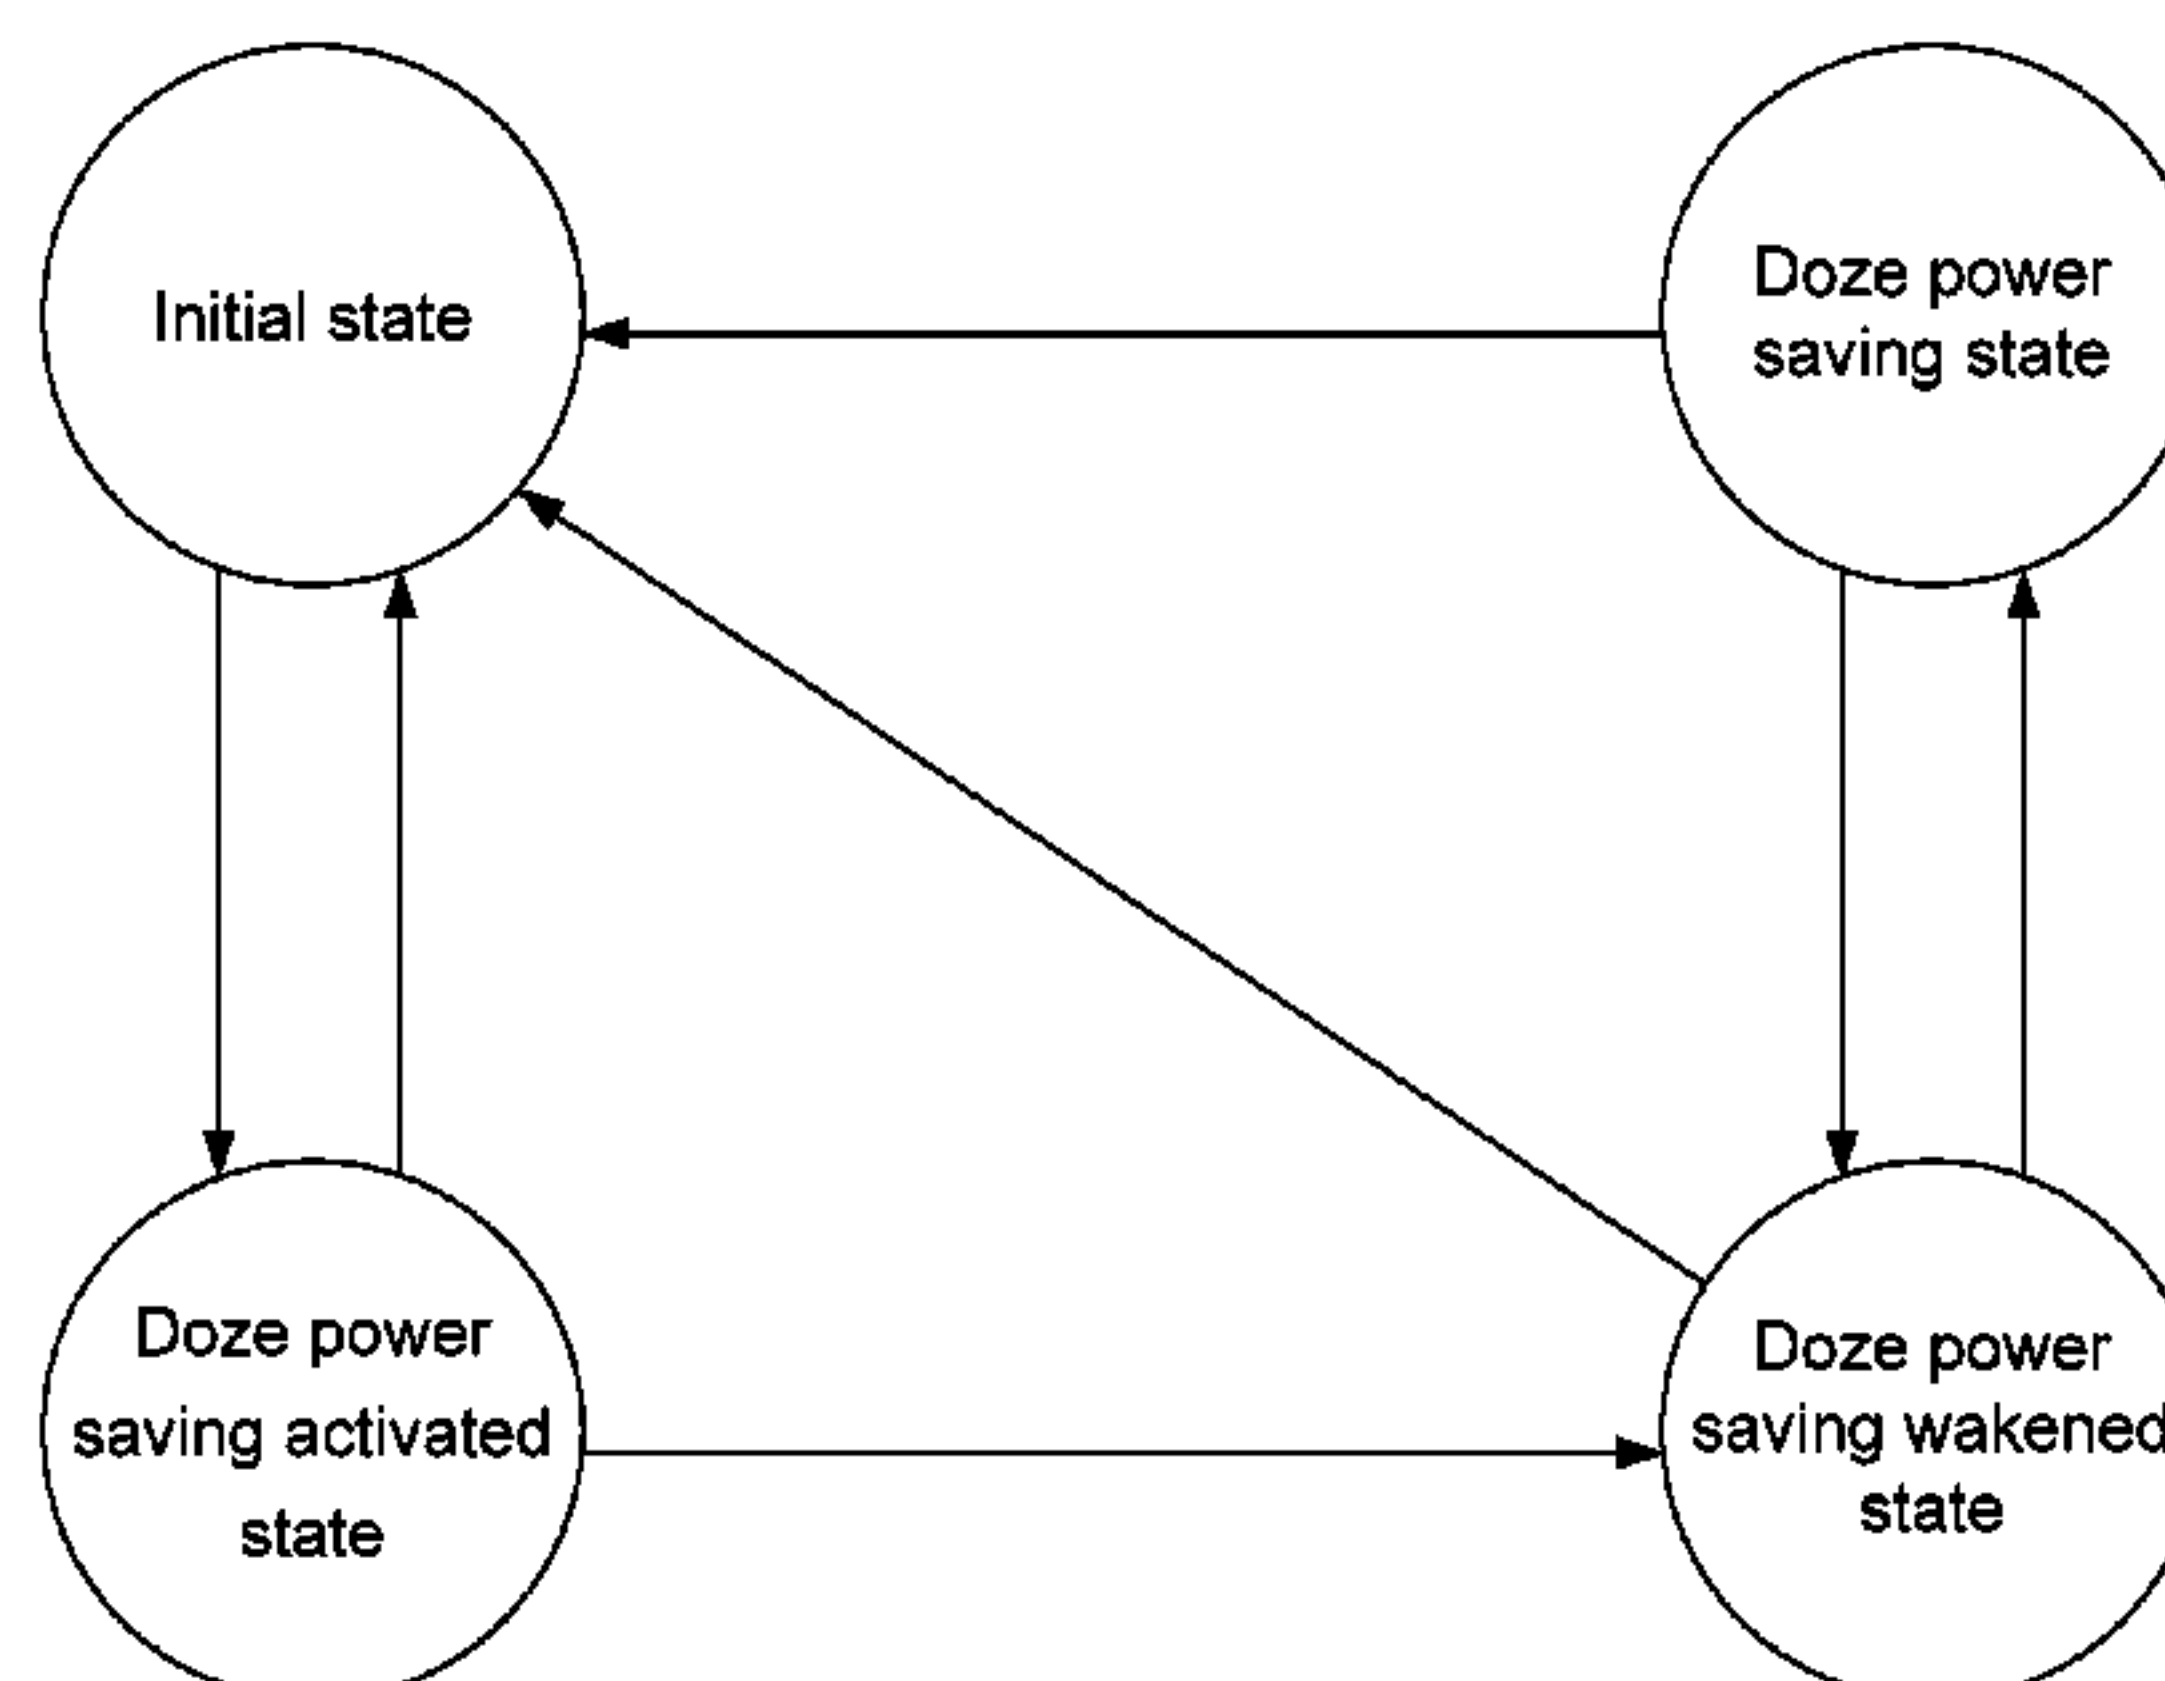 Initial state
Doze power
saving state
Doze power
saving activated
state
Doze power
saving wakened
state